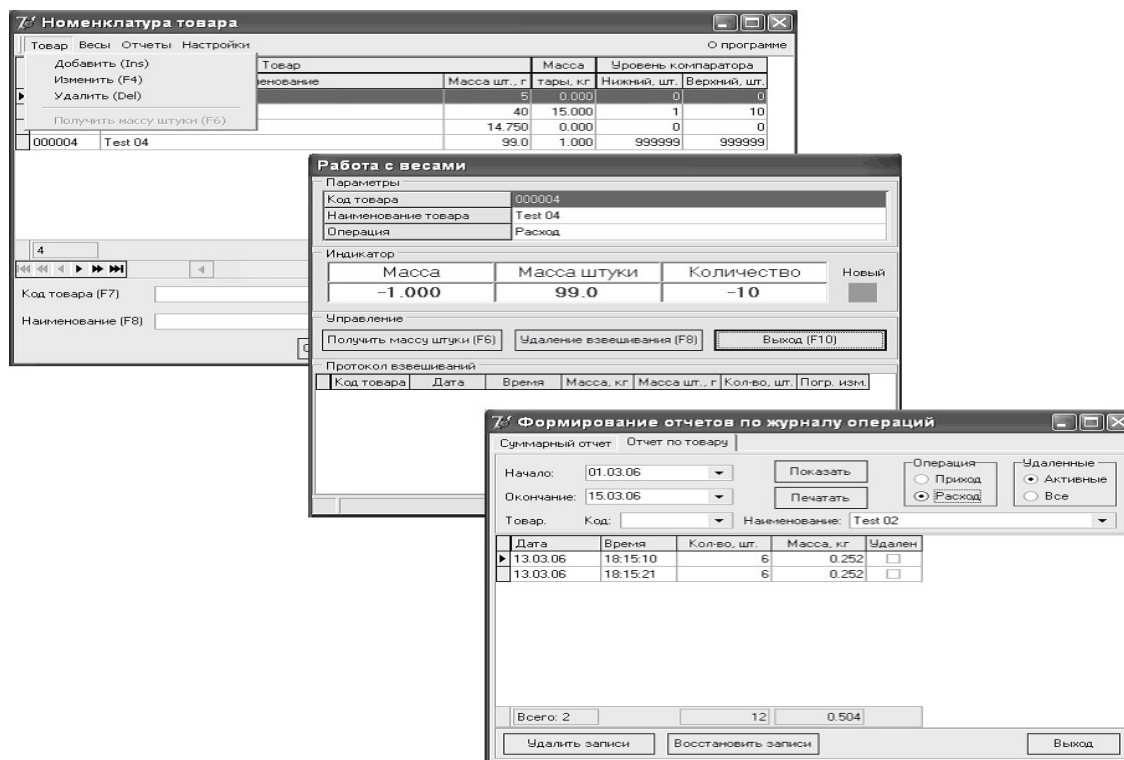 Номенклатура товара
Товар Весы Отчеты Настройки О программе
Добавить (Ins)
Изменить (F4)
Удалить (Del)
Получить массу штуки (F6)
Товар Масса Уровень компаратора
Масса шт., г тары, кг Нижний, шт. Верхний, шт.
5 0.000 0 0
40 15.000 1 10
14.750 0.000 0 0
000004 Test 04 99.0 1.000 999999 999999
4
Код товара (F7)
Наименование (F8)
Работа с весами
Параметры
Код товара 000004
Наименование товара Test 04
Операция Расход
Индикатор
Масса Масса штуки Количество Новый
-1.000 99.0 -10
Управление
Получить массу штуки (F6) Удаление взвешивания (F8) Выход (F10)
Протокол взвешиваний
Код товара Дата Время Масса, кг Масса шт., г Кол-во, шт. Погр. изм.
Формирование отчетов по журналу операций
Суммарный отчет Отчет по товару
Начало: 01.03.06 Показать Операция Удаленные
Приход Активные
Окончание: 15.03.06 Печатать Расход Все
Товар. Код: Наименование: Test 02
Дата Время Кол-во, шт. Масса, кг Удален
13.03.06 18:15:10 6 0.252
13.03.06 18:15:21 6 0.252
Всего: 2 12 0.504
Удалить записи Восстановить записи Выход